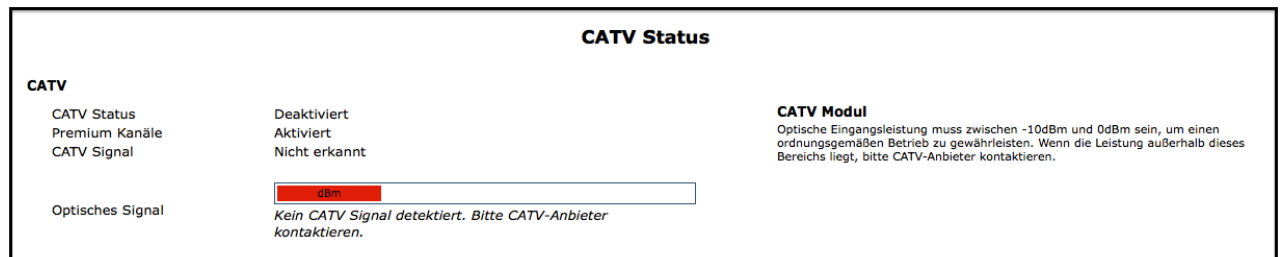 CATV Status
CATV
CATV Status Deaktiviert
Premium Kanäle Aktiviert
CATV Signal Nicht erkannt
dBm
Optisches Signal
Kein CATV Signal detektiert. Bitte CATV-Anbieter
kontaktieren.
CATV Modul
Optische Eingangsleistung muss zwischen -10dBm und 0dBm sein, um einen
ordnungsgemäßen Betrieb zu gewährleisten. Wenn die Leistung außerhalb dieses
Bereichs liegt, bitte CATV-Anbieter kontaktieren.